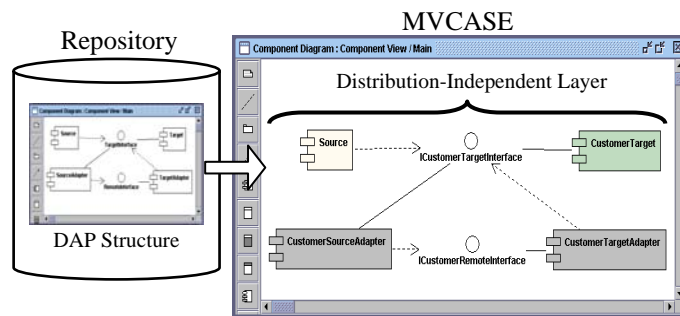 Repository
MVCASE
Component Diagram : Component View / Main
Distribution-Independent Layer
Source
ICustomerTargetInterface
CustomerTarget
CustomerSourceAdapter
ICustomerRemoteInterface
CustomerTargetAdapter
Component Diagram : Component View / Main
Source
TargetInterface
Target
SourceAdapter
RemoteInterface
TargetAdapter
DAP Structure